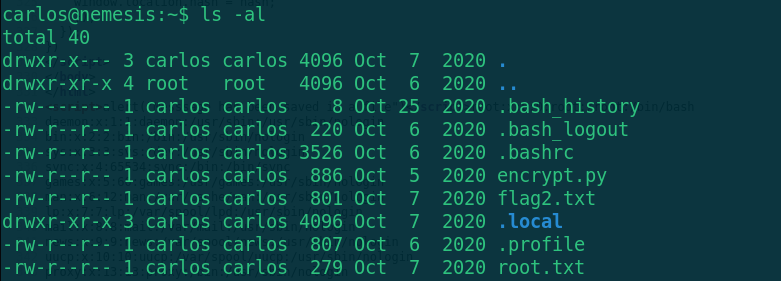 carlos@nemesis:~$ ls -al
total 40
drwxr-x--- 3 carlos carlos 4096 Oct  7  2020 .
drwxr-xr-x 4 root   root   4096 Oct  6  2020 ..
-rw------- 1 carlos carlos    8 Oct 25  2020 .bash_history
-rw-r--r-- 1 carlos carlos  220 Oct  6  2020 .bash_logout
-rw-r--r-- 1 carlos carlos 3526 Oct  6  2020 .bashrc
-rw-r--r-- 1 carlos carlos  886 Oct  5  2020 encrypt.py
-rw-r--r-- 1 carlos carlos  801 Oct  7  2020 flag2.txt
drwxr-xr-x 3 carlos carlos 4096 Oct  7  2020 .local
-rw-r--r-- 1 carlos carlos  807 Oct  6  2020 .profile
-rw-r--r-- 1 carlos carlos  279 Oct  7  2020 root.txt